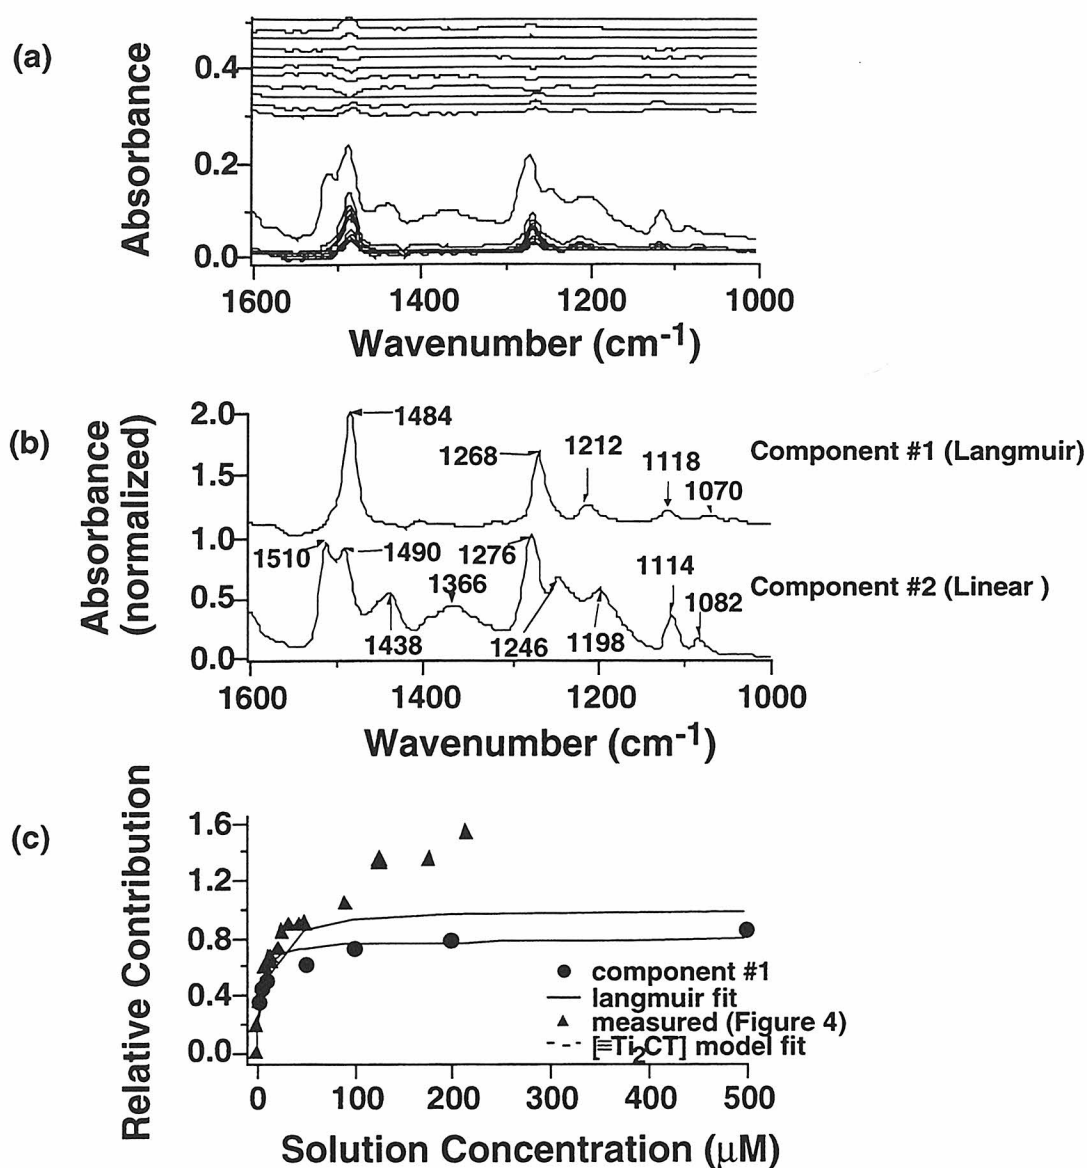 (a)
Absorbance
0.4
0.2
0.0
1600 1400 1200 1000
Wavenumber (cm-1)
(b)
Absorbance
(normalized)
2.0
1.5
1.0
0.5
0.0
1484
1268
1212
1118
1070
Component #1 (Langmuir)
1510
1490
1438
1366
1276
1246
1198
1114
1082
Component #2 (Linear )
1600 1400 1200 1000
Wavenumber (cm-1)
(c)
Relative Contribution
1.6
1.2
0.8
0.4
0.0
component #1
langmuir fit
measured (Figure 4)
[≡Ti2CT] model fit
0 100 200 300 400 500
Solution Concentration (μM)